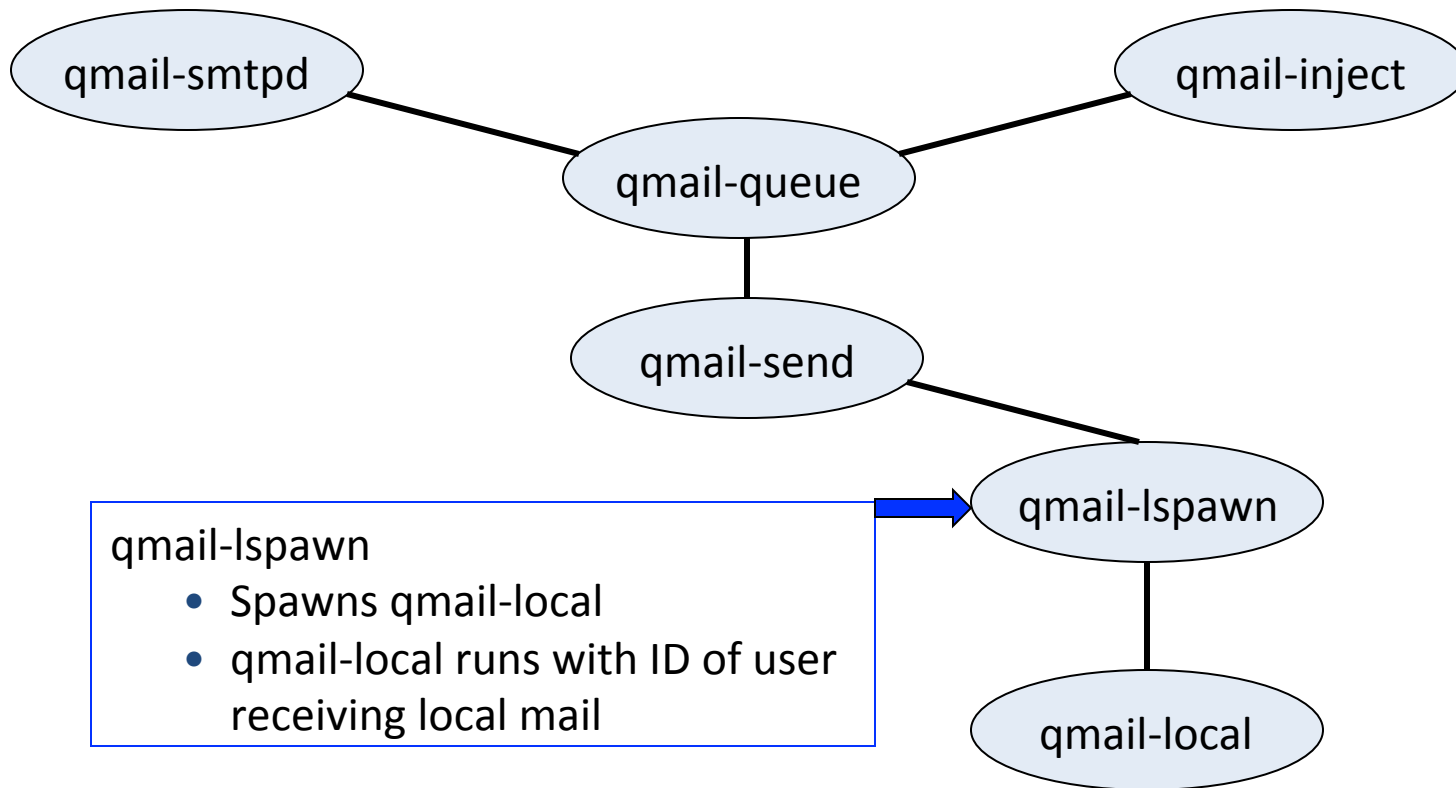 qmail-smtpd
qmail-inject
qmail-queue
qmail-send
qmail-lspawn
qmail-lspawn
• Spawns qmail-local
• qmail-local runs with ID of user
receiving local mail
qmail-local